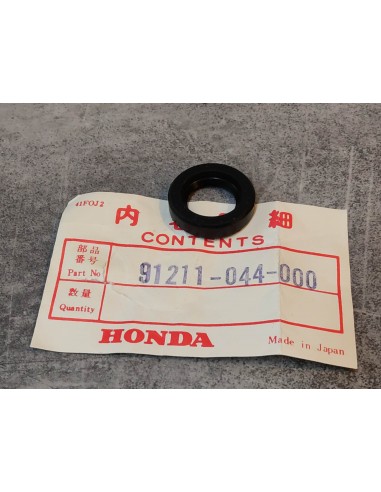 41FOJ2
内 細
CONTENTS
部品
番号
Part No
91211-044-000
数量
Quantity
HONDA
Made in Japan